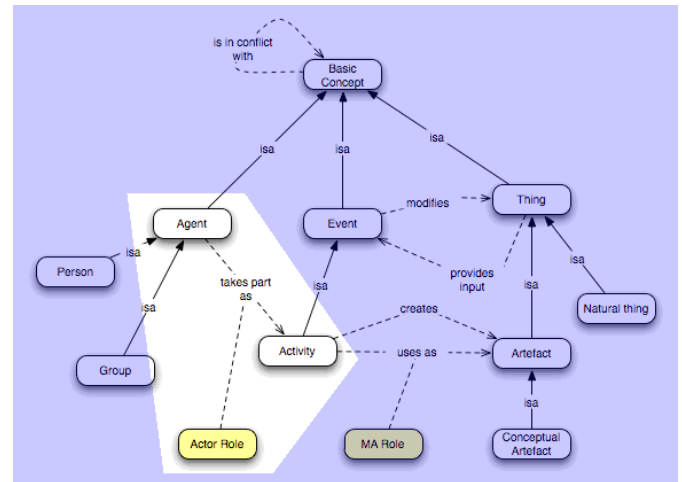 is in conflict
with
Basic
Concept
isa
isa
isa
Agent
Event
modifies
Thing
isa
Person
takes part
as
provides
input
isa
isa
isa
isa
Natural thing
creates
Group
Activity
uses as
Artefact
isa
Actor Role
MA Role
Conceptual
Artefact